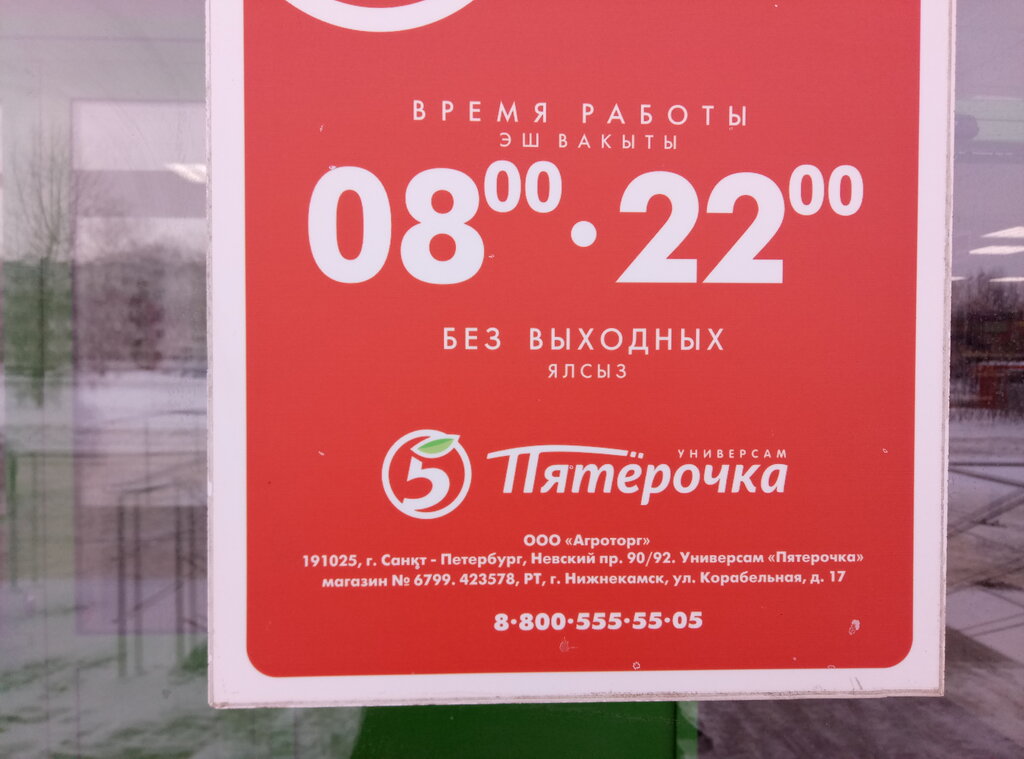 ВРЕМЯ РАБОТЫ
ЭШ ВАКЫТЫ
08⁰⁰·22⁰⁰
БЕЗ ВЫХОДНЫХ
ЯЛСЫЗ
5 УНИВЕРСАМ
Пятёрочка
ООО «Агроторг»
191025, г. Санкт - Петербург, Невский пр. 90/92. Универсам «Пятерочка»
магазин № 6799. 423578, РТ, г. Нижнекамск, ул. Корабельная, д. 17
8·800·555·55·05